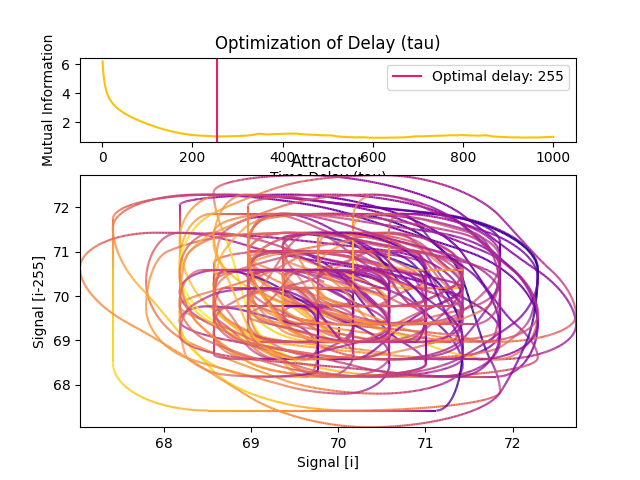 Optimization of Delay (tau)
Mutual Information
6
4
2
Optimal delay: 255
0 200 400 600 800 1000
Time Delay (tau)
Attractor
Signal [i-255]
72
71
70
69
68
68 69 70 71 72
Signal [i]